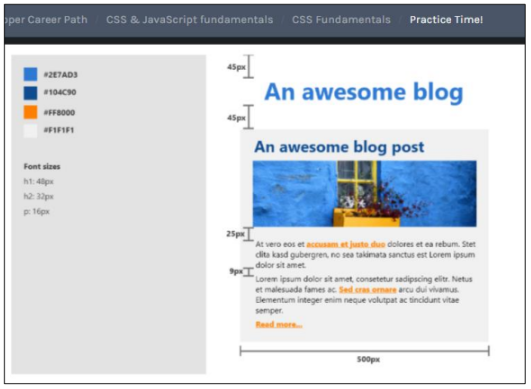 oper Career Path / CSS & JavaScript fundamentals / CSS Fundamentals / Practice Time!
#2E7AD3
#104C90
#FF8000
#F1F1F1
Font sizes
h1: 48px
h2: 32px
p: 16px
45px
An awesome blog
45px
An awesome blog post
25px
At vero eos et accusam et justo duo dolores et ea rebum. Stet
clita kasd gubergren, no sea takimata sanctus est Lorem ipsum
dolor sit amet.
9px
Lorem ipsum dolor sit amet, consetetur sadipscing elitr. Netus
et malesuada fames ac. Sed cras ornare arcu dui vivamus.
Elementum integer enim neque volutpat ac tincidunt vitae
semper.
Read more...
500px